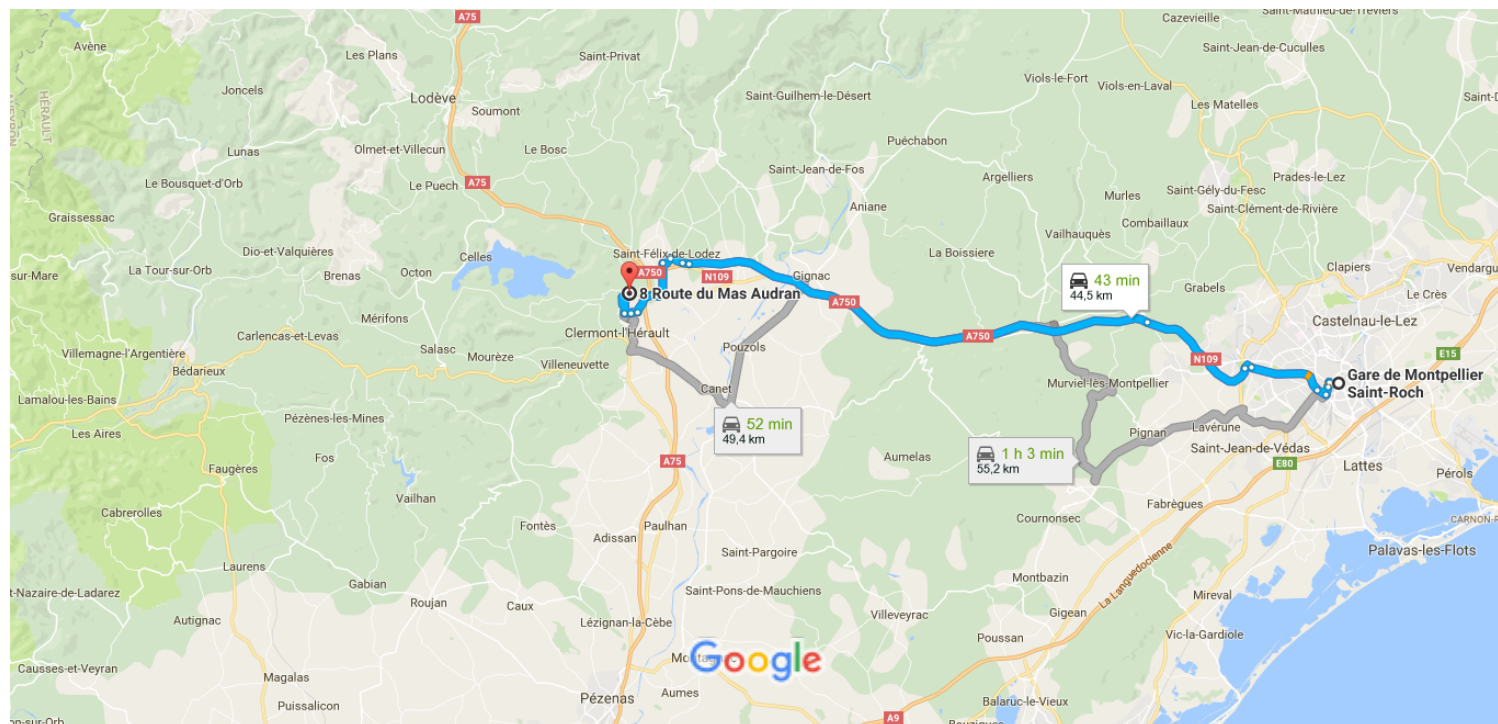 A75
Saint-Mathieu-de-Tréviers
Cazevieille
Avène
Les Plans
Saint-Privat
Saint-Jean-de-Cuculles
Viols-le-Fort
Viols-en-Laval
Joncels
Lodève
Saint-Guilhem-le-Désert
Les Matelles
HÉRAULT
AVEYRON
Soumont
Lunas
Olmet-et-Villecun
Le Bosc
Puéchabon
Saint-Jean-de-Fos
Argelliers
Prades-le-Lez
Le Bousquet-d'Orb
Le Puech
A75
Saint-Gély-du-Fesc
Murles
Aniane
Saint-Clément-de-Rivière
Graissessac
Combaillaux
Vailhauquès
Dio-et-Valquières
Celles
Saint-Félix-de-Lodez
La Boissiere
La Tour-sur-Orb
Octon
A750
N109
Gignac
Clapiers
sur-Mare
Brenas
43 min
44,5 km
Grabels
Le Crès
8 Route du Mas Audran
A750
Mérifons
Castelnau-le-Lez
Carlencas-et-Levas
Clermont-l'Hérault
A750
Salasc
Mourèze
Pouzols
Villemagne-l'Argentière
Villeneuvette
N109
E15
Bédarieux
Gare de Montpellier
Saint-Roch
Murviel-lès-Montpellier
Canet
Lamalou-les-Bains
Pézènes-les-Mines
52 min
49,4 km
Lavérune
Les Aires
Pignan
Saint-Jean-de-Védas
Fos
Aumelas
1 h 3 min
55,2 km
A75
E80
Lattes
Faugères
Pérols
Vailhan
Fabrègues
Cabrerolles
Fontès
Paulhan
Cournonsec
Adissan
Saint-Pargoire
Palavas-les-Flots
La Languedocienne
Laurens
Gabian
Montbazin
Saint-Pons-de-Mauchiens
t-Nazaire-de-Ladarez
Roujan
Caux
Mireval
Autignac
Villeveyrac
Gigean
Lézignan-la-Cèbe
Poussan
Vic-la-Gardiole
Causses-et-Veyran
Google
Magalas
Aumes
Pézenas
Puissalicon
Balaruc-le-Vieux
A9